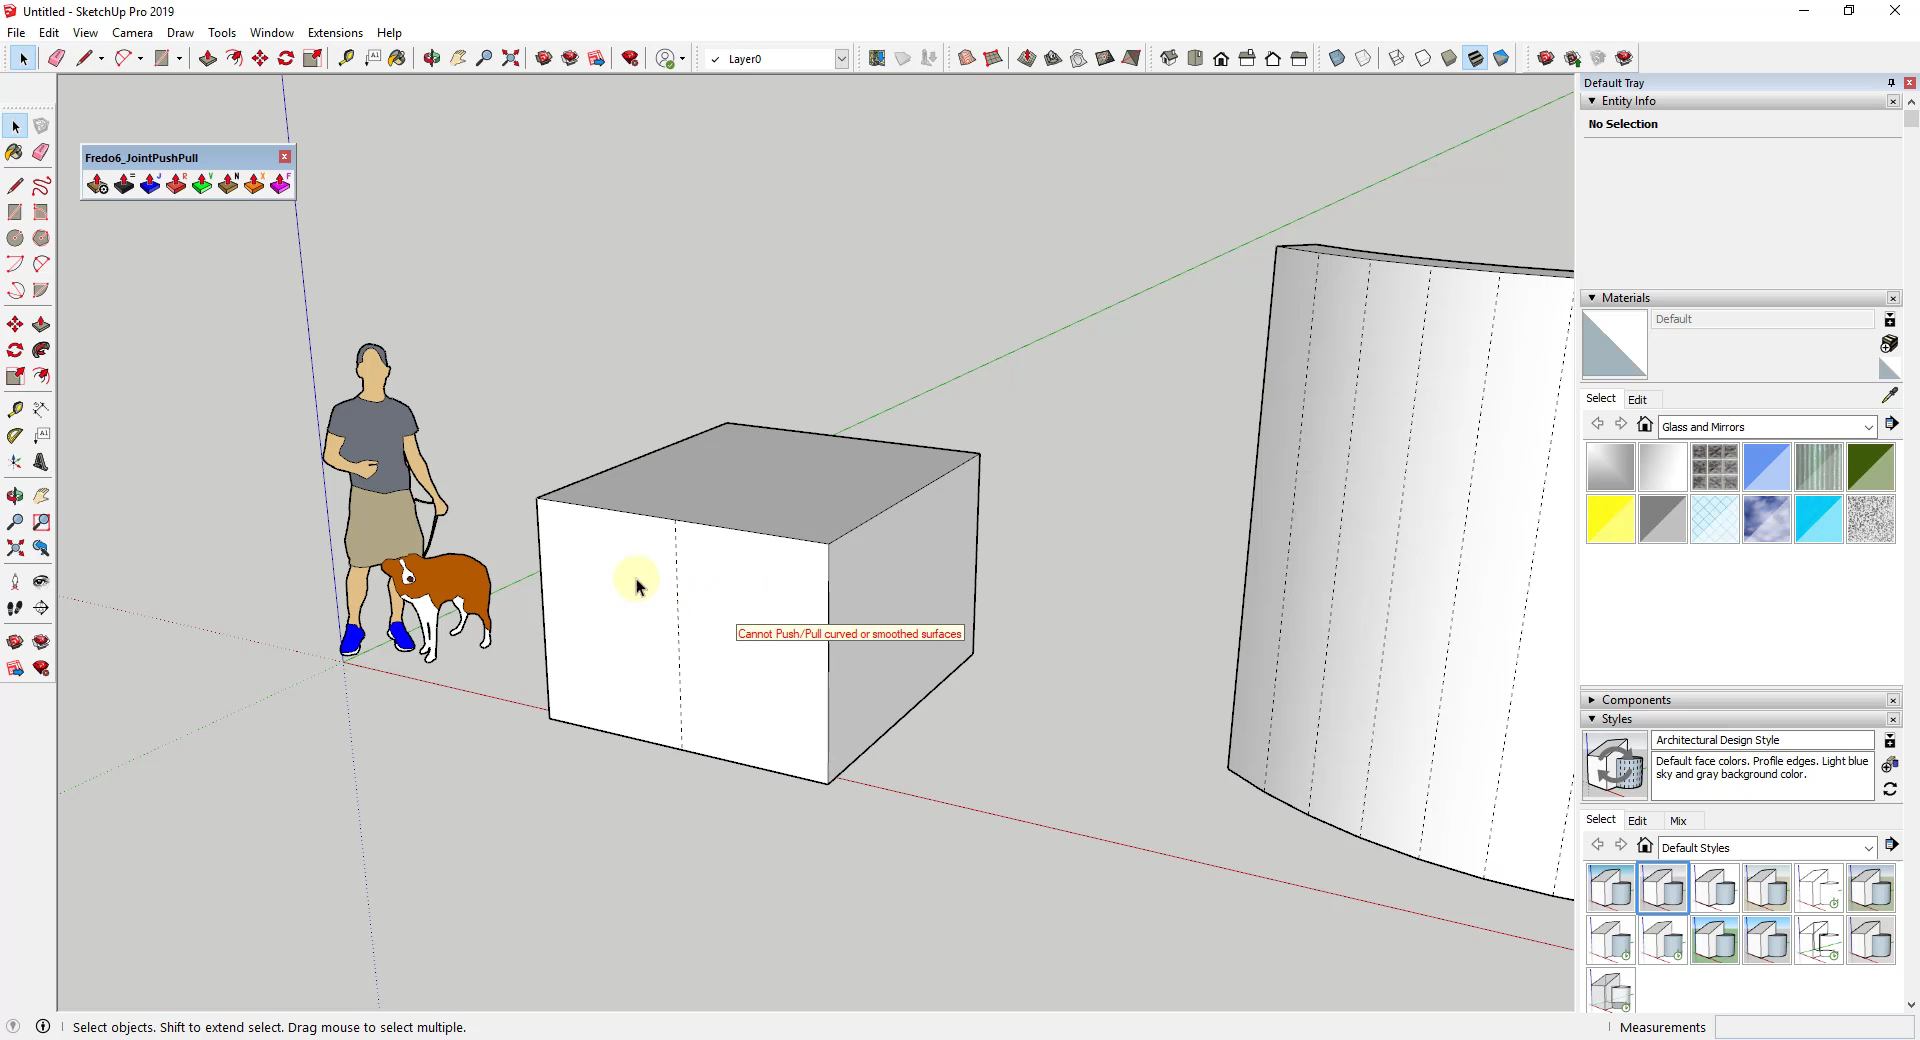 Untitled - SketchUp Pro 2019
File Edit View Camera Draw Tools Window Extensions Help
Layer0
Default Tray
Entity Info
No Selection
Fredo6_JointPushPull
= J R V N X F
Materials
Default
Select Edit
Glass and Mirrors
Cannot Push/Pull curved or smoothed surfaces
Components
Styles
Architectural Design Style
Default face colors. Profile edges. Light blue
sky and gray background color.
Select Edit Mix
Default Styles
Select objects. Shift to extend select. Drag mouse to select multiple.
Measurements